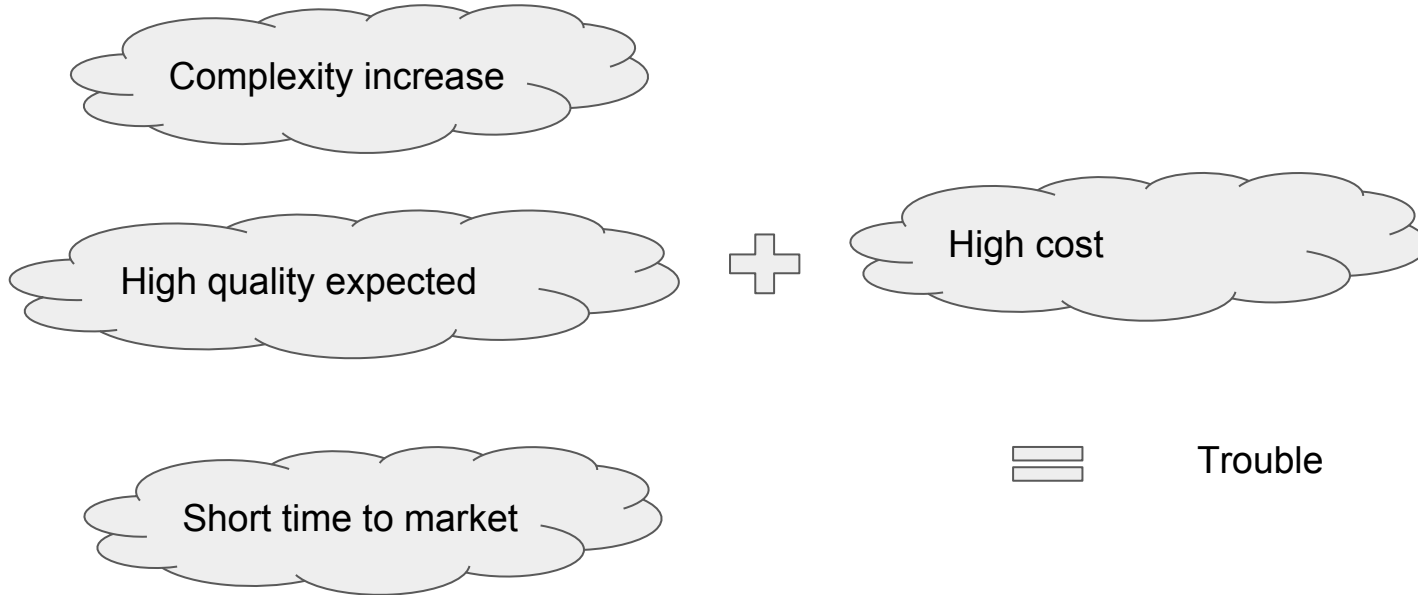 Complexity increase
High quality expected
High cost
Short time to market
Trouble